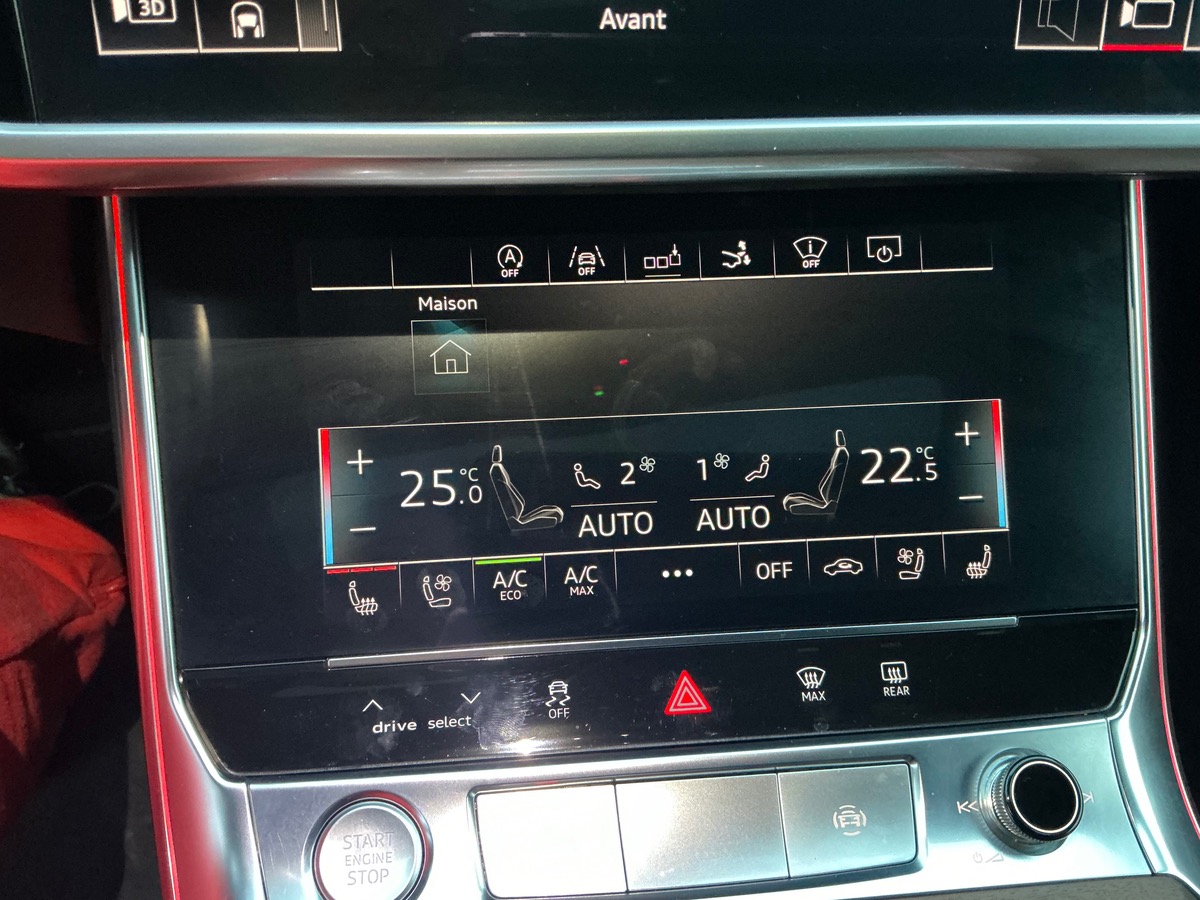 3D
Avant
A
OFF
OFF
i
OFF
Maison
25.0 °C
2
AUTO
1
AUTO
22.5 °C
A/C
ECO
A/C
MAX
OFF
drive select
OFF
MAX
REAR
START
ENGINE
STOP